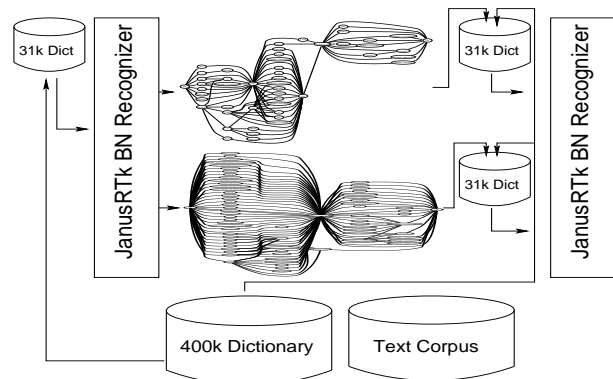 31k Dict
JanusRTk BN Recognizer
31k Dict
31k Dict
JanusRTk BN Recognizer
400k Dictionary
Text Corpus